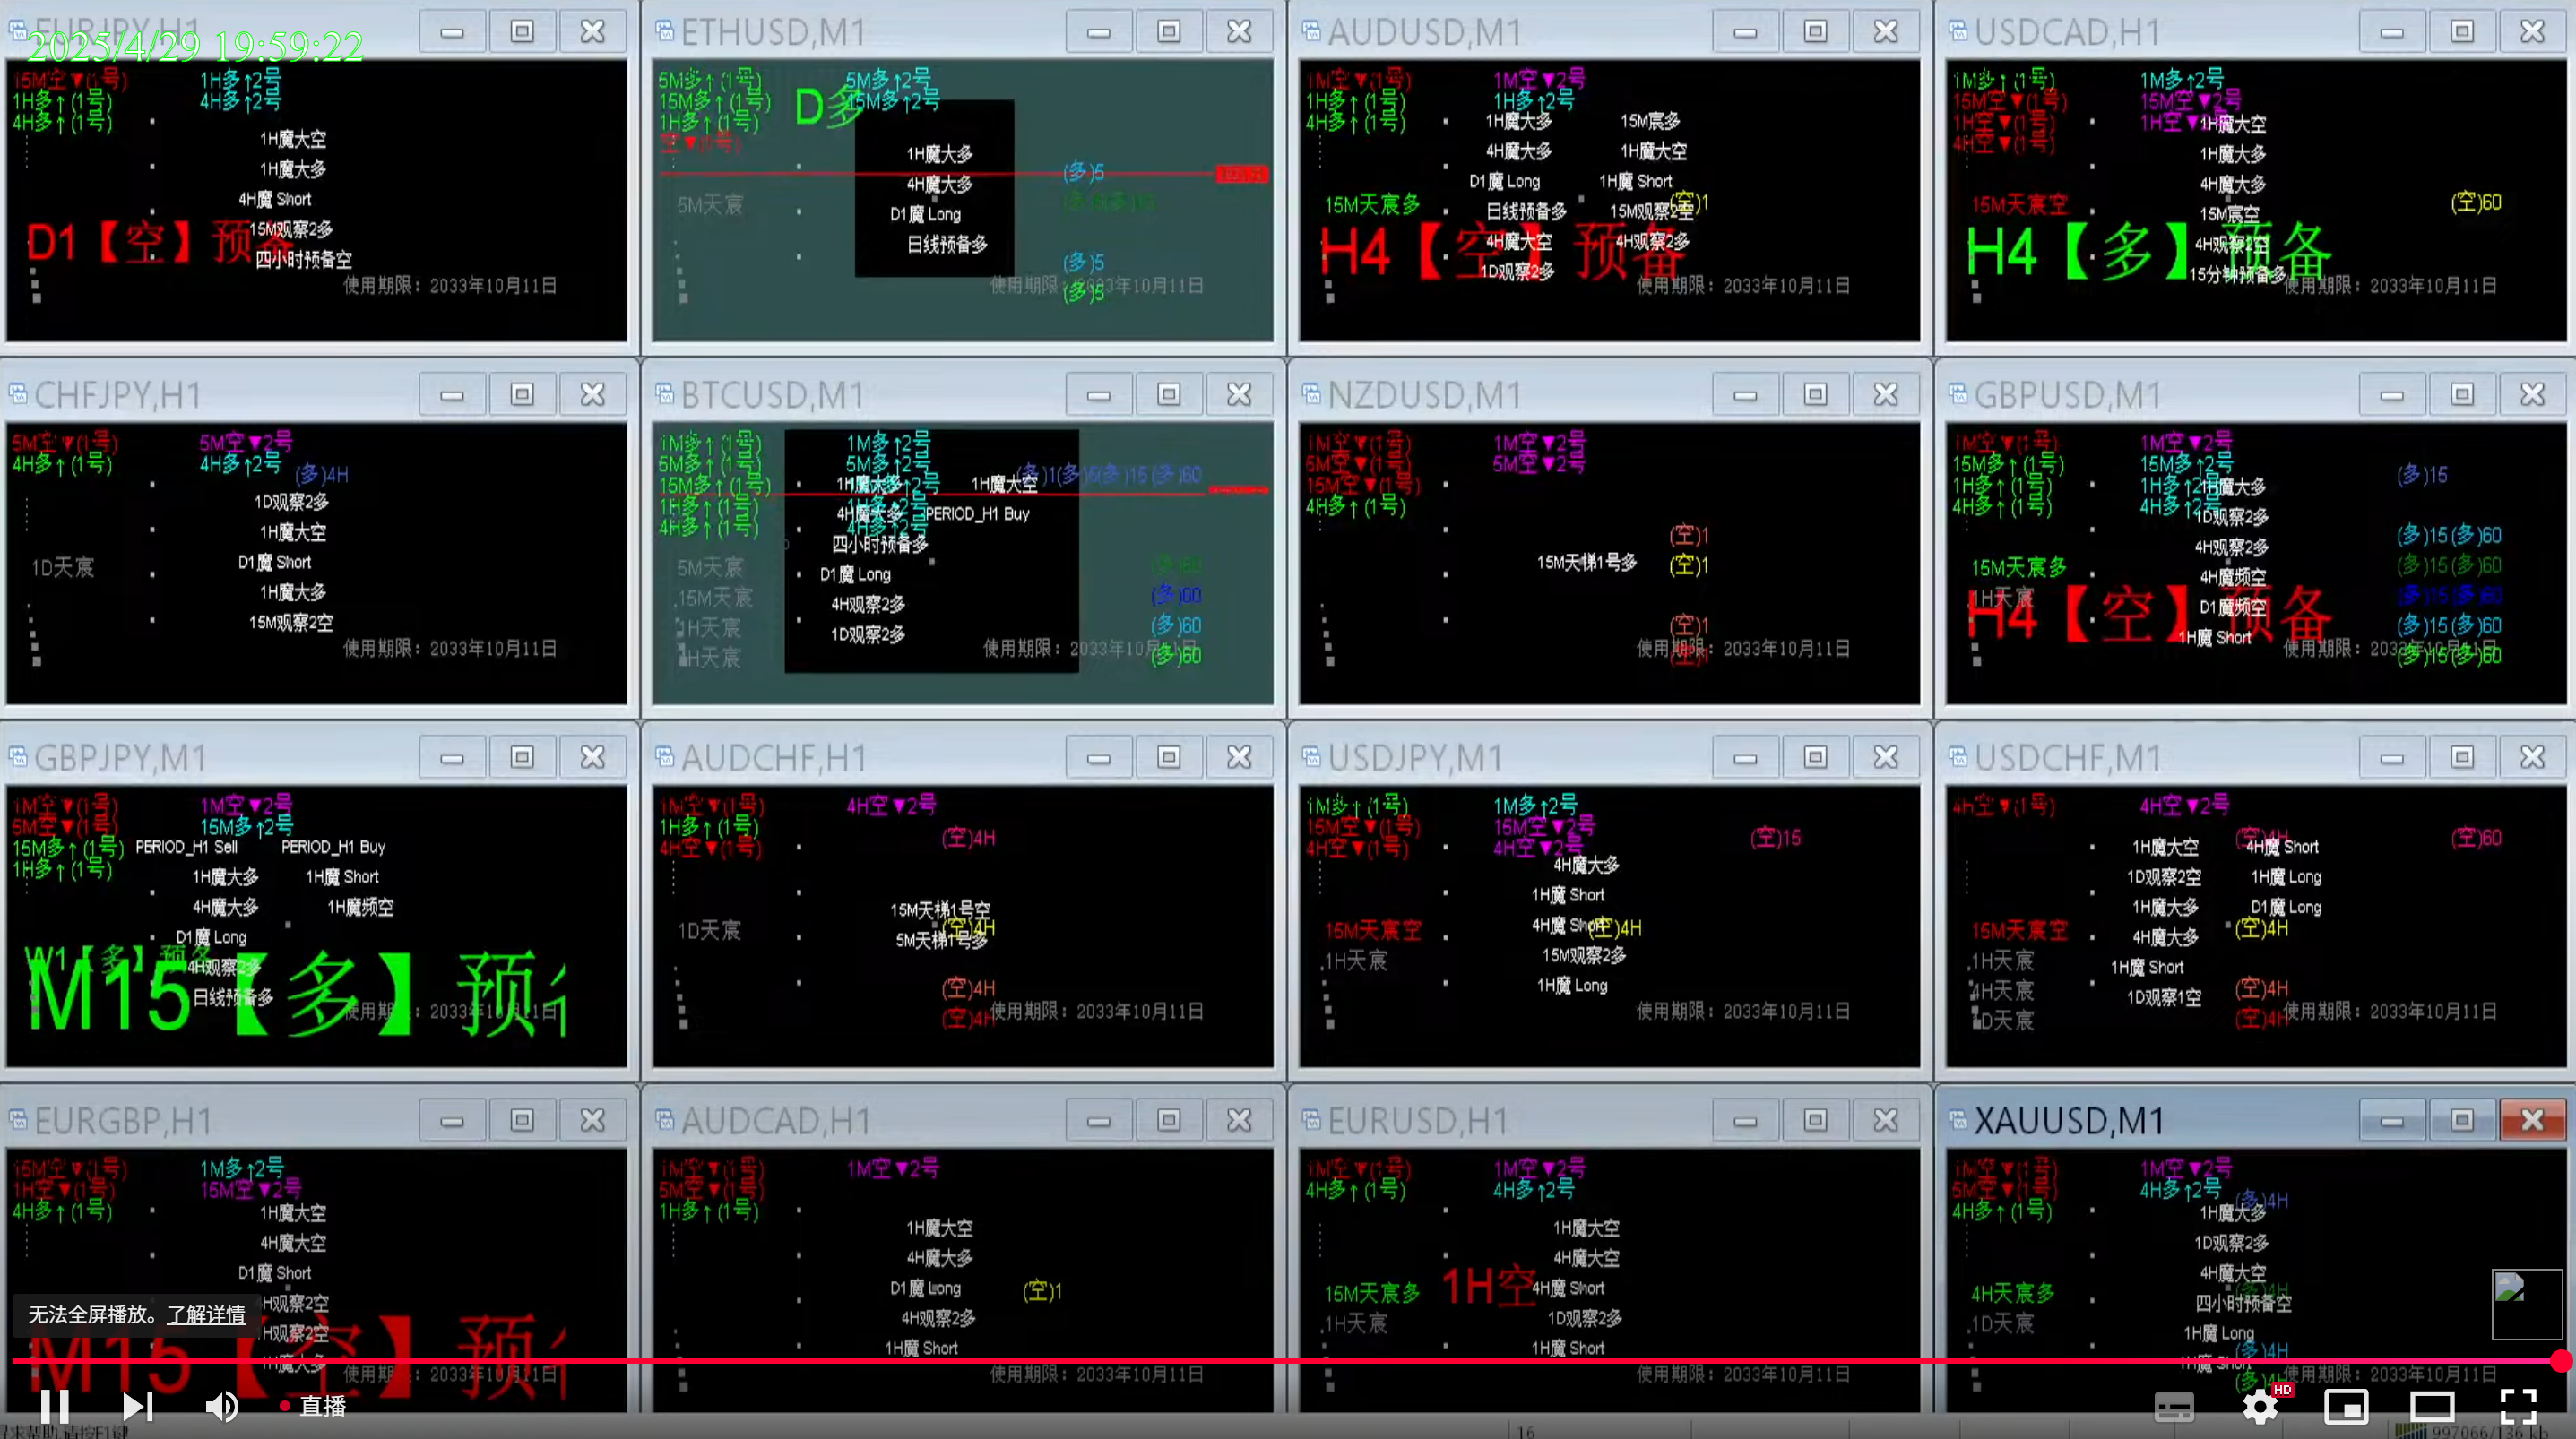 EURJPY,H1
2025/4/29 19:59:22
15M空▼(1号)
1H多↑(1号)
4H多↑(1号)
1H多↑2号
4H多↑2号
1H魔大空
1H魔大多
4H魔 Short
15M观察2多
四小时预备空
D1【空】预备
使用期限：2033年10月11日
ETHUSD,M1
5M多↑(1号)
15M多↑(1号)
1H多↑(1号)
D多
5M多↑2号
15M多↑2号
1H魔大多
4H魔大多
D1魔 Long
日线预备多
5M天宸
(多)5
(多)5
(多)5
使用期限：2033年10月11日
AUDUSD,M1
1M空▼(1号)
1H多↑(1号)
4H多↑(1号)
1M空▼2号
1H多↑2号
1H魔大多
4H魔大多
D1魔 Long
日线预备多
4H魔大空
1D观察2多
15M宸多
1H魔大空
1H魔 Short
15M观察2空
4H观察2多
15M天宸多
(空)1
H4【空】预备
使用期限：2033年10月11日
USDCAD,H1
1M多↑(1号)
15M空▼(1号)
1H空▼(1号)
4H空▼(1号)
1M多↑2号
15M空▼2号
1H空▼2号
1H魔大空
1H魔大多
4H魔大多
15M宸空
4H观察2空
15分钟预备多
15M天宸空
(空)60
H4【多】预备
使用期限：2033年10月11日
CHFJPY,H1
5M空▼(1号)
4H多↑(1号)
5M空▼2号
4H多↑2号
(多)4H
1D观察2多
1H魔大空
D1魔 Short
1H魔大多
15M观察2空
1D天宸
使用期限：2033年10月11日
BTCUSD,M1
1M多↑(1号)
5M多↑(1号)
15M多↑(1号)
1H多↑(1号)
4H多↑(1号)
1M多↑2号
5M多↑2号
15M多↑2号
1H多↑2号
4H多↑2号
1H魔大多
4H魔大多
四小时预备多
D1魔 Long
4H观察2多
1D观察2多
1H魔大空
PERIOD_H1 Buy
(多)15(多)60
5M天宸
15M天宸
1H天宸
4H天宸
(多)60
(多)60
(多)60
(多)60
使用期限：2033年10月11日
NZDUSD,M1
1M空▼(1号)
5M空▼(1号)
15M空▼(1号)
4H多↑(1号)
1M空▼2号
5M空▼2号
15M天梯1号多
(空)1
(空)1
(空)1
使用期限：2033年10月11日
GBPUSD,M1
1M空▼(1号)
15M多↑(1号)
1H多↑(1号)
4H多↑(1号)
1M空▼2号
15M多↑2号
1H多↑2号
4H多↑2号
1H魔大多
1D观察2多
4H观察2多
4H魔频空
D1魔频空
1H魔 Short
(多)15
(多)15(多)60
(多)15(多)60
(多)15(多)60
(多)15(多)60
(多)15(多)60
15M天宸多
1H天宸
H4【空】预备
使用期限：2033年10月11日
GBPJPY,M1
1M空▼(1号)
5M空▼(1号)
15M多↑(1号)
1H多↑(1号)
1M空▼2号
15M多↑2号
PERIOD_H1 Sell
PERIOD_H1 Buy
1H魔大多
1H魔 Short
4H魔大多
1H魔频空
D1魔 Long
4H观察2多
日线预备多
W1【多】预备
M15【多】预
使用期限：2033年10月11日
AUDCHF,H1
1M空▼(1号)
1H多↑(1号)
4H空▼(1号)
4H空▼2号
(空)4H
15M天梯1号空
5M天梯1号多
(空)4H
1D天宸
(空)4H
(空)4H
使用期限：2033年10月11日
USDJPY,M1
1M多↑(1号)
15M空▼(1号)
4H空▼(1号)
1M多↑2号
15M空▼2号
4H空▼2号
(空)15
4H魔大多
1H魔 Short
4H魔 Short
15M观察2多
1H魔 Long
(空)4H
15M天宸空
1H天宸
使用期限：2033年10月11日
USDCHF,M1
4H空▼(1号)
4H空▼2号
(空)4H
(空)60
1H魔大空
1D观察2空
1H魔大多
4H魔大多
1H魔 Short
1D观察1空
4H魔 Short
1H魔 Long
D1魔 Long
(空)4H
(空)4H
(空)4H
15M天宸空
1H天宸
4H天宸
1D天宸
使用期限：2033年10月11日
EURGBP,H1
15M空▼(1号)
1H空▼(1号)
4H多↑(1号)
1M多↑2号
15M空▼2号
1H魔大空
4H魔大空
D1魔 Short
4H观察2空
1H观察2空
1H魔大多
M15【空】预
使用期限：2033年10月11日
无法全屏播放。了解详情
AUDCAD,H1
1M空▼(1号)
5M空▼(1号)
1H多↑(1号)
1M空▼2号
1H魔大空
4H魔大多
D1魔 Long
4H观察2多
1H魔 Short
(空)1
使用期限：2033年10月11日
EURUSD,H1
1M空▼(1号)
4H多↑(1号)
1M空▼2号
4H多↑2号
1H魔大空
4H魔大空
4H魔 Short
1D观察2多
1H魔 Short
15M天宸多
1H天宸
1H空
使用期限：2033年10月11日
XAUUSD,M1
1M空▼(1号)
5M空▼(1号)
4H多↑(1号)
1M空▼2号
4H多↑2号
(多)4H
1H魔大多
1D观察2多
4H魔大空
四小时预备空
1H魔 Long
1H魔 Short
4H天宸多
1D天宸
(多)4H
(多)4H
使用期限：2033年10月11日
直播
HD
寻求帮助,请按F1键
16
997066/136 kb